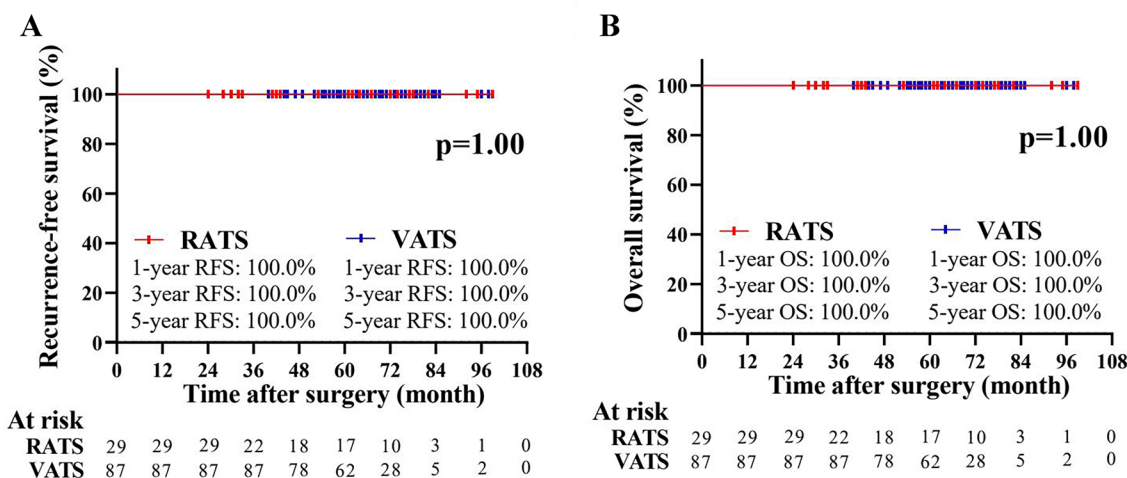 A
Recurrence-free survival (%)
100
80
60
40
20
0
p=1.00
RATS VATS
1-year RFS: 100.0% 1-year RFS: 100.0%
3-year RFS: 100.0% 3-year RFS: 100.0%
5-year RFS: 100.0% 5-year RFS: 100.0%
0 12 24 36 48 60 72 84 96 108
Time after surgery (month)
At risk
RATS 29 29 29 22 18 17 10 3 1 0
VATS 87 87 87 87 78 62 28 5 2 0
B
Overall survival (%)
100
80
60
40
20
0
p=1.00
RATS VATS
1-year OS: 100.0% 1-year OS: 100.0%
3-year OS: 100.0% 3-year OS: 100.0%
5-year OS: 100.0% 5-year OS: 100.0%
0 12 24 36 48 60 72 84 96 108
Time after surgery (month)
At risk
RATS 29 29 29 22 18 17 10 3 1 0
VATS 87 87 87 87 78 62 28 5 2 0